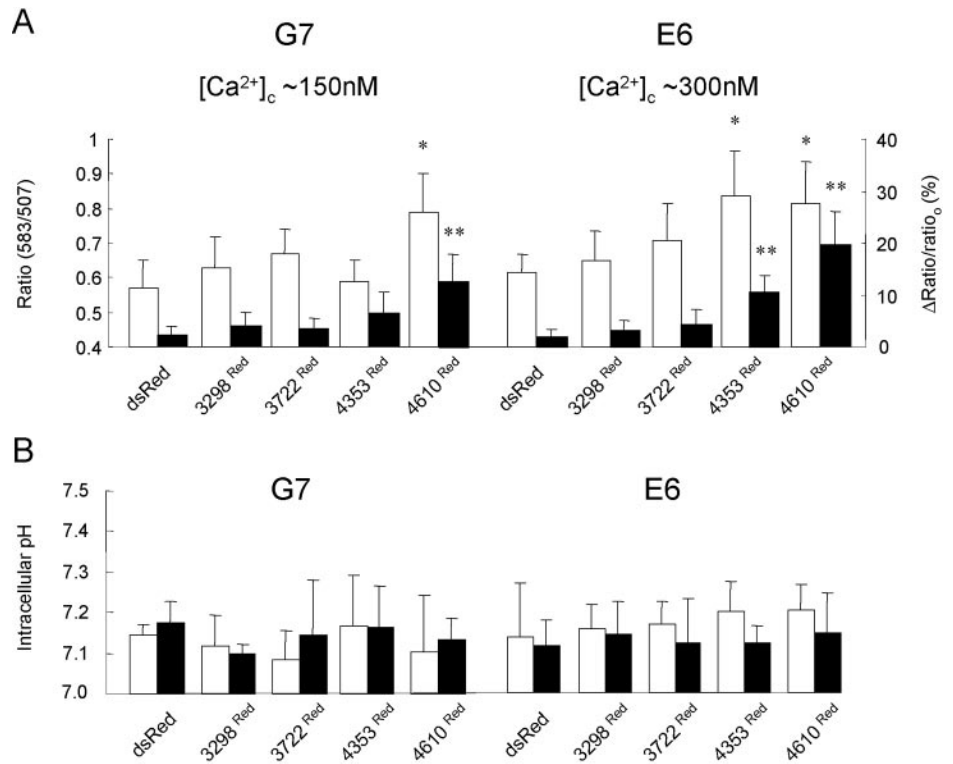 A
G7 E6
[Ca²⁺]c ~150nM [Ca²⁺]c ~300nM
Ratio (583/507)
1
0.9
0.8
0.7
0.6
0.5
0.4
* ** * ** * **
40
30
20
10
0
ΔRatio/ratioₒ (%)
dsRed 3298 Red 3722 Red 4353 Red 4610 Red dsRed 3298 Red 3722 Red 4353 Red 4610 Red
B
G7 E6
Intracellular pH
7.5
7.4
7.3
7.2
7.1
7.0
dsRed 3298 Red 3722 Red 4353 Red 4610 Red dsRed 3298 Red 3722 Red 4353 Red 4610 Red